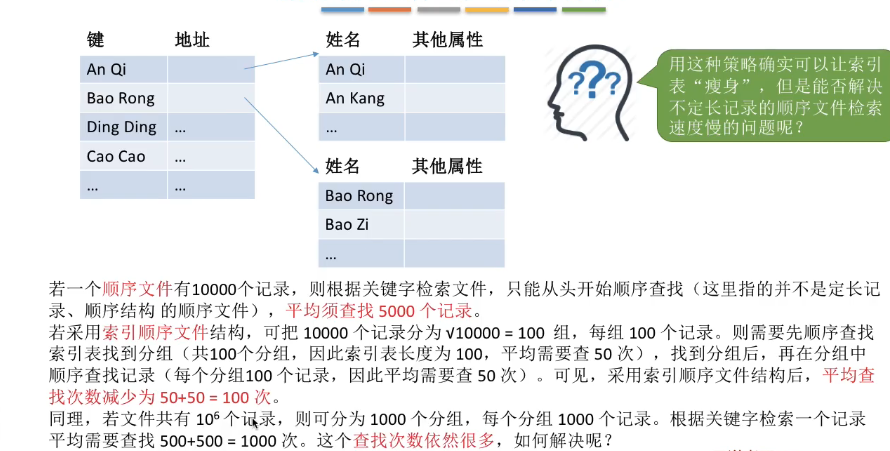 键 地址
An Qi
Bao Rong
Ding Ding ...
Cao Cao ...
... ...
姓名 其他属性
An Qi
An Kang
...
姓名 其他属性
Bao Rong
Bao Zi
...
???
用这种策略确实可以让索引
表“瘦身”，但是能否解决
不定长记录的顺序文件检索
速度慢的问题呢？
若一个顺序文件有10000个记录，则根据关键字检索文件，只能从头开始顺序查找（这里指的并不是定长记
录、顺序结构 的顺序文件），平均须查找 5000 个记录。
若采用索引顺序文件结构，可把 10000 个记录分为 √10000 = 100 组，每组 100 个记录。则需要先顺序查找
索引表找到分组（共100个分组，因此索引表长度为 100，平均需要查 50 次），找到分组后，再在分组中
顺序查找记录（每个分组100 个记录，因此平均需要查 50 次）。可见，采用索引顺序文件结构后，平均查
找次数减少为 50+50 = 100 次。
同理，若文件共有 10⁶ 个记录，则可分为 1000 个分组，每个分组 1000 个记录。根据关键字检索一个记录
平均需要查找 500+500 = 1000 次。这个查找次数依然很多，如何解决呢？